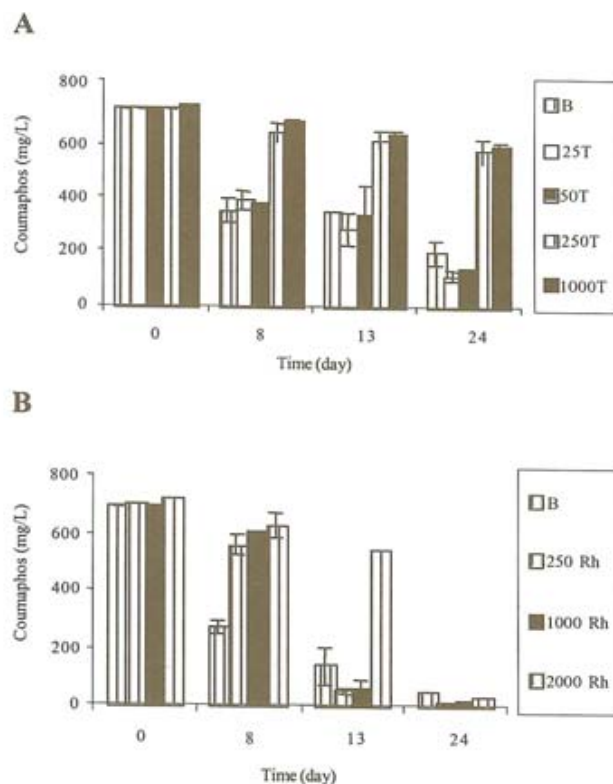 A
Coumaphos (mg/L)
800
600
400
200
0
0 8 13 24
Time (day)
B
25T
50T
250T
1000T
B
Coumaphos (mg/L)
800
600
400
200
0
0 8 13 24
Time (day)
B
250 Rh
1000 Rh
2000 Rh